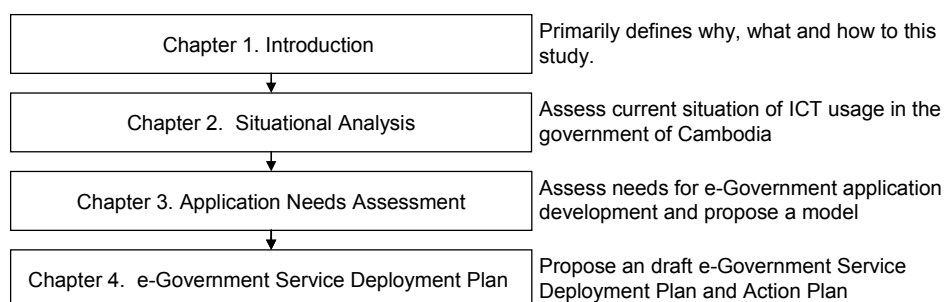 Chapter 1. Introduction
Primarily defines why, what and how to this
study.
Chapter 2. Situational Analysis
Assess current situation of ICT usage in the
government of Cambodia
Chapter 3. Application Needs Assessment
Assess needs for e-Government application
development and propose a model
Chapter 4. e-Government Service Deployment Plan
Propose an draft e-Government Service
Deployment Plan and Action Plan